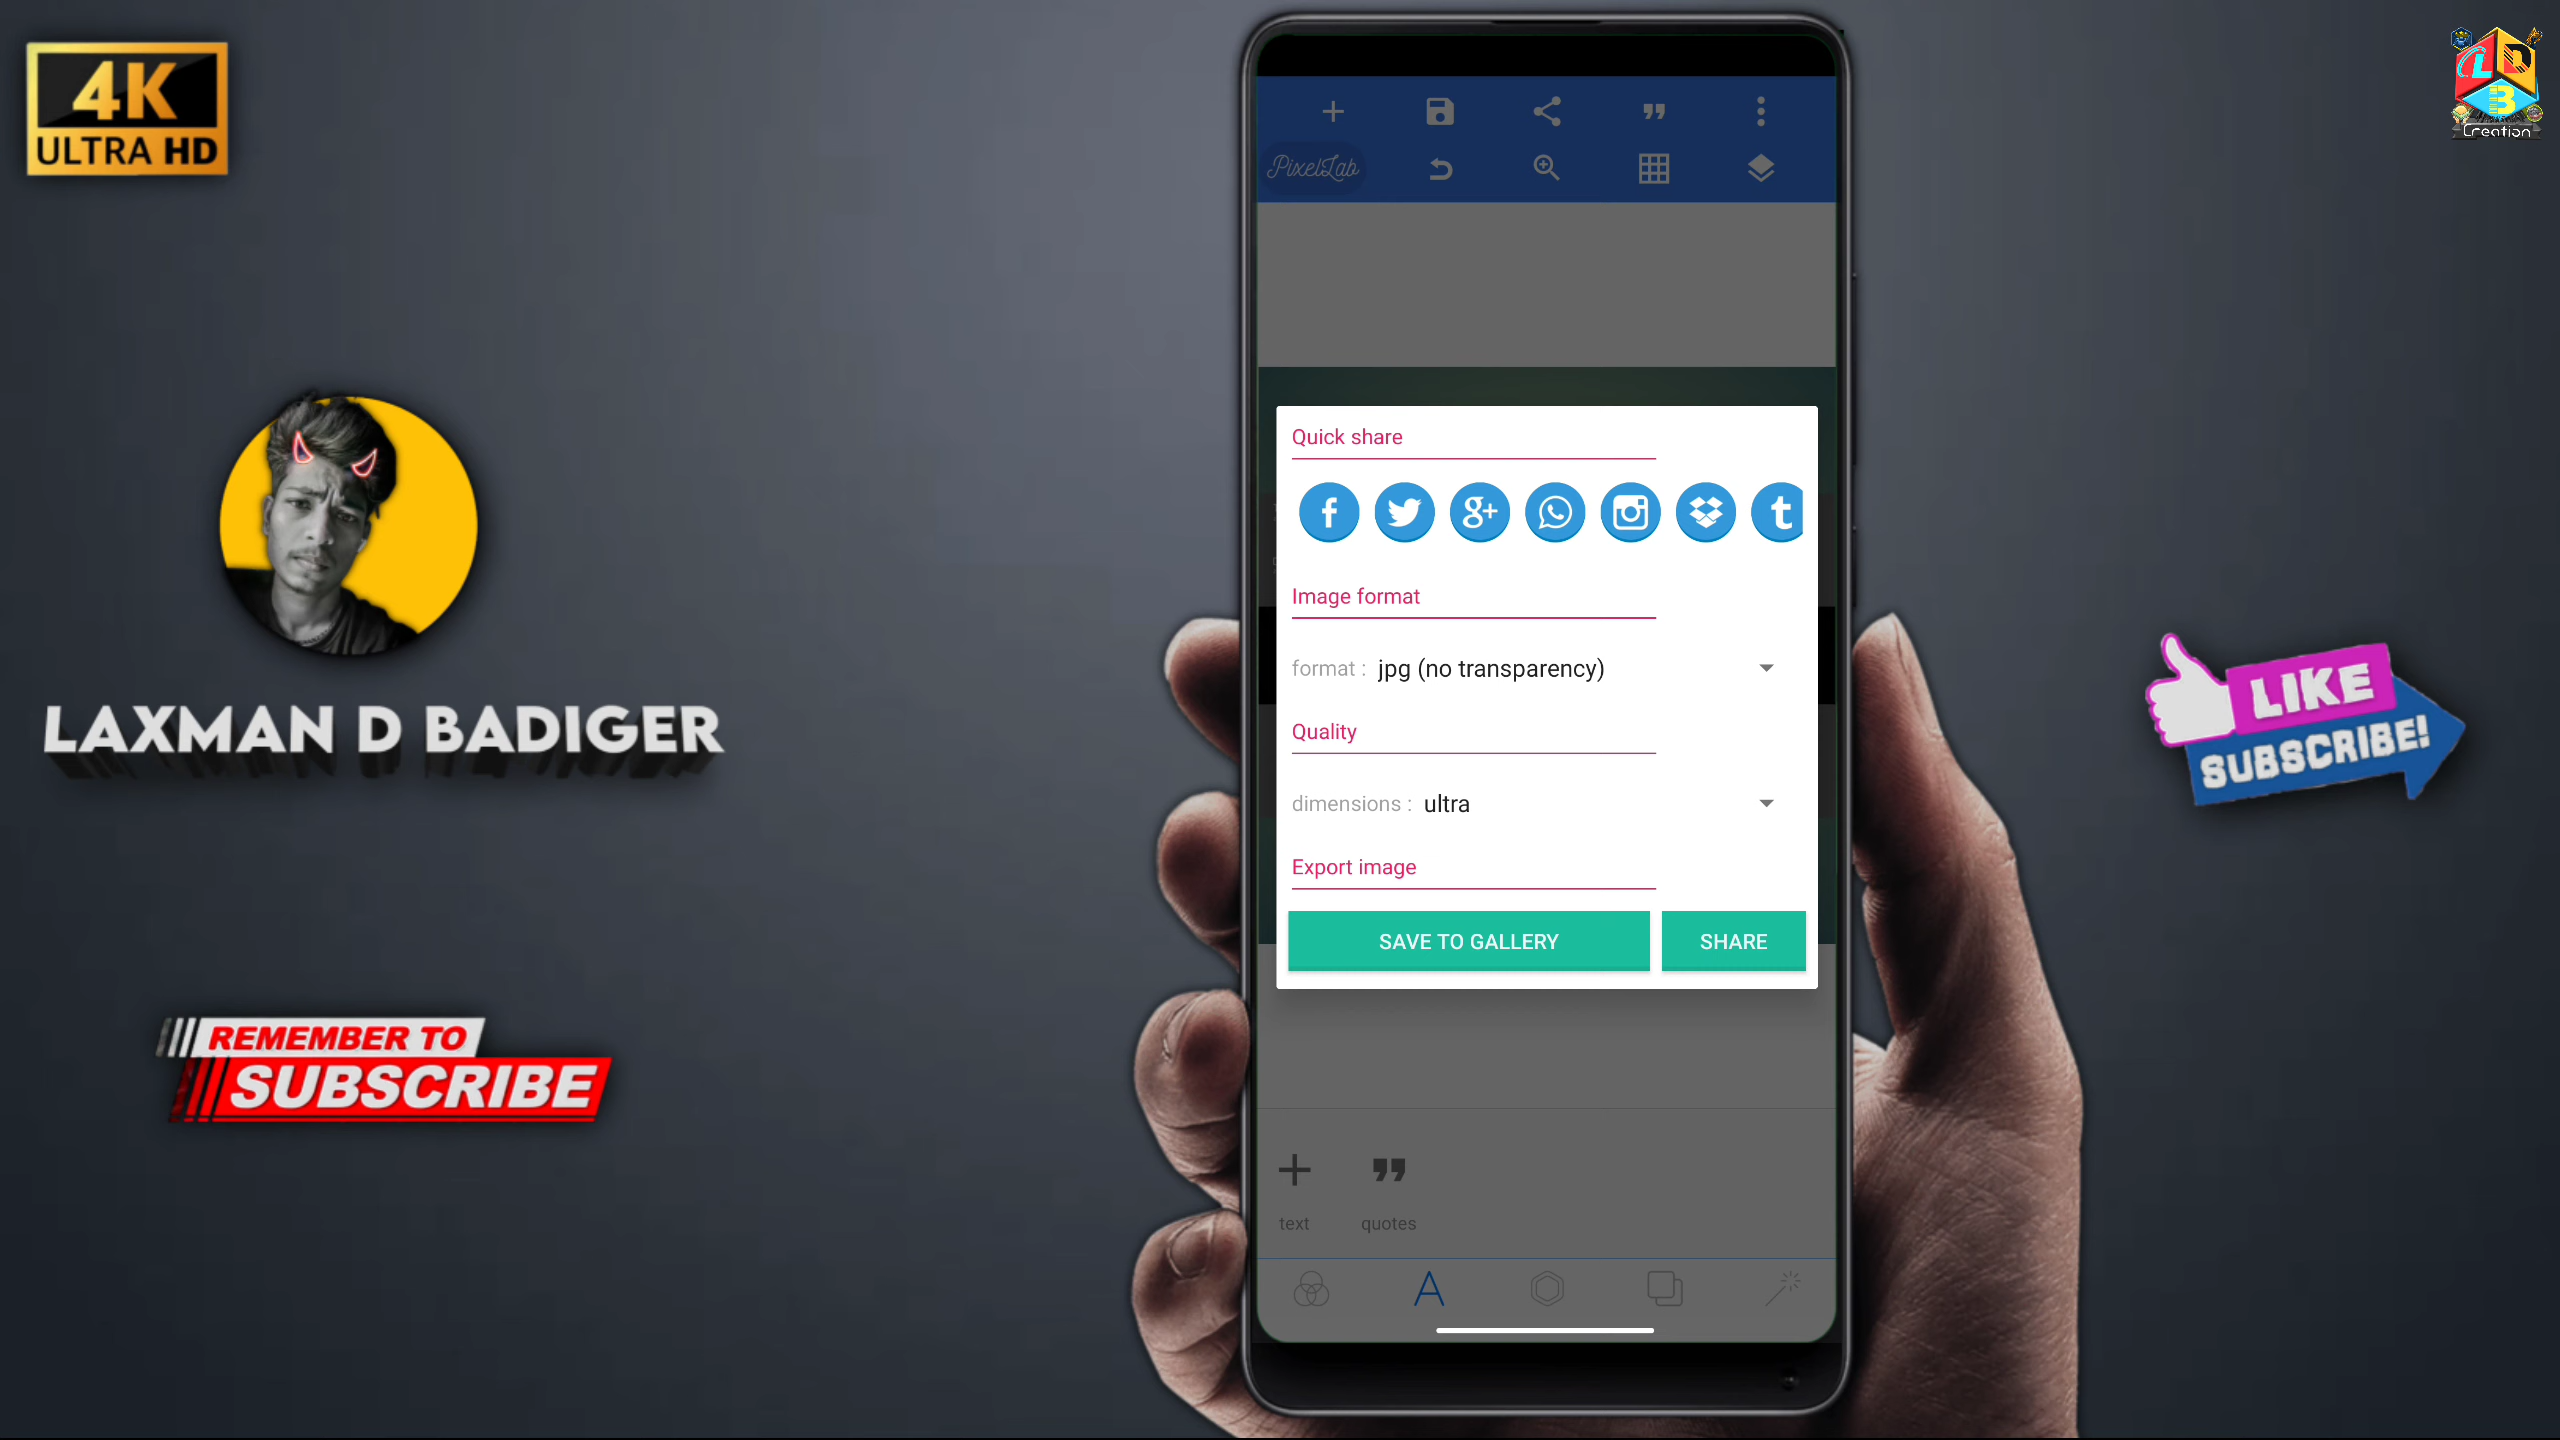 4K
ULTRA HD
LDB
Creation
PixelLab
Quick share
f
g+
t
Image format
format : jpg (no transparency)
Quality
dimensions : ultra
Export image
SAVE TO GALLERY
SHARE
LIKE
SUBSCRIBE!
LAXMAN D BADIGER
REMEMBER TO
SUBSCRIBE
text
quotes
A